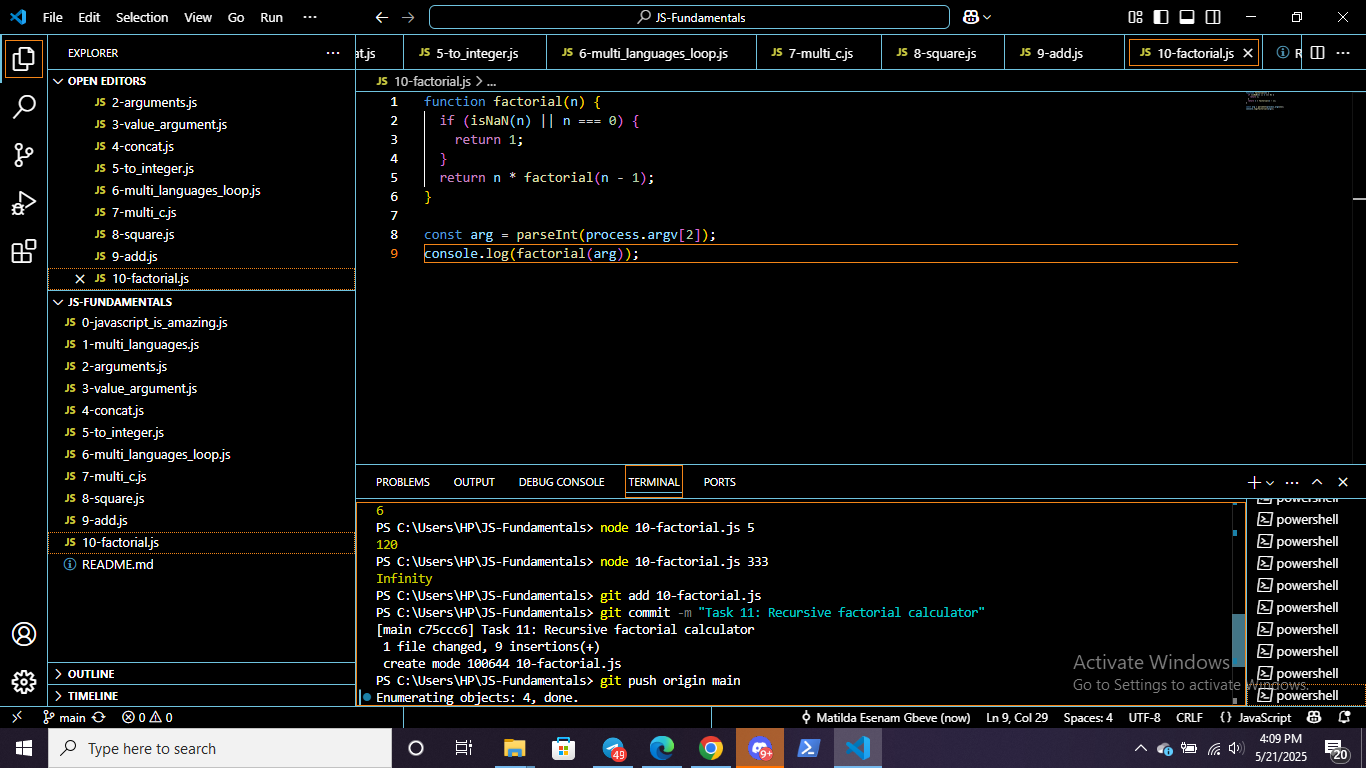 File Edit Selection View Go Run ··· JS-Fundamentals
EXPLORER ···
OPEN EDITORS
JS 2-arguments.js
JS 3-value_argument.js
JS 4-concat.js
JS 5-to_integer.js
JS 6-multi_languages_loop.js
JS 7-multi_c.js
JS 8-square.js
JS 9-add.js
JS 10-factorial.js
JS-FUNDAMENTALS
JS 0-javascript_is_amazing.js
JS 1-multi_languages.js
JS 2-arguments.js
JS 3-value_argument.js
JS 4-concat.js
JS 5-to_integer.js
JS 6-multi_languages_loop.js
JS 7-multi_c.js
JS 8-square.js
JS 9-add.js
JS 10-factorial.js
README.md
OUTLINE
TIMELINE
at.js JS 5-to_integer.js JS 6-multi_languages_loop.js JS 7-multi_c.js JS 8-square.js JS 9-add.js JS 10-factorial.js R ···
JS 10-factorial.js > ...
1 function factorial(n) {
2 if (isNaN(n) || n === 0) {
3 return 1;
4 }
5 return n * factorial(n - 1);
6 }
7
8 const arg = parseInt(process.argv[2]);
9 console.log(factorial(arg));
PROBLEMS OUTPUT DEBUG CONSOLE TERMINAL PORTS
6
PS C:\Users\HP\JS-Fundamentals> node 10-factorial.js 5
120
PS C:\Users\HP\JS-Fundamentals> node 10-factorial.js 333
Infinity
PS C:\Users\HP\JS-Fundamentals> git add 10-factorial.js
PS C:\Users\HP\JS-Fundamentals> git commit -m "Task 11: Recursive factorial calculator"
[main c75ccc6] Task 11: Recursive factorial calculator
1 file changed, 9 insertions(+)
create mode 100644 10-factorial.js
PS C:\Users\HP\JS-Fundamentals> git push origin main
Enumerating objects: 4, done.
powershell
powershell
powershell
powershell
powershell
powershell
powershell
powershell
powershell
powershell
Activate Windows
Go to Settings to activate Windows.
main 0 0 Matilda Esenam Gbeve (now) Ln 9, Col 29 Spaces: 4 UTF-8 CRLF {} JavaScript
Type here to search
49
9+
4:09 PM
5/21/2025
20